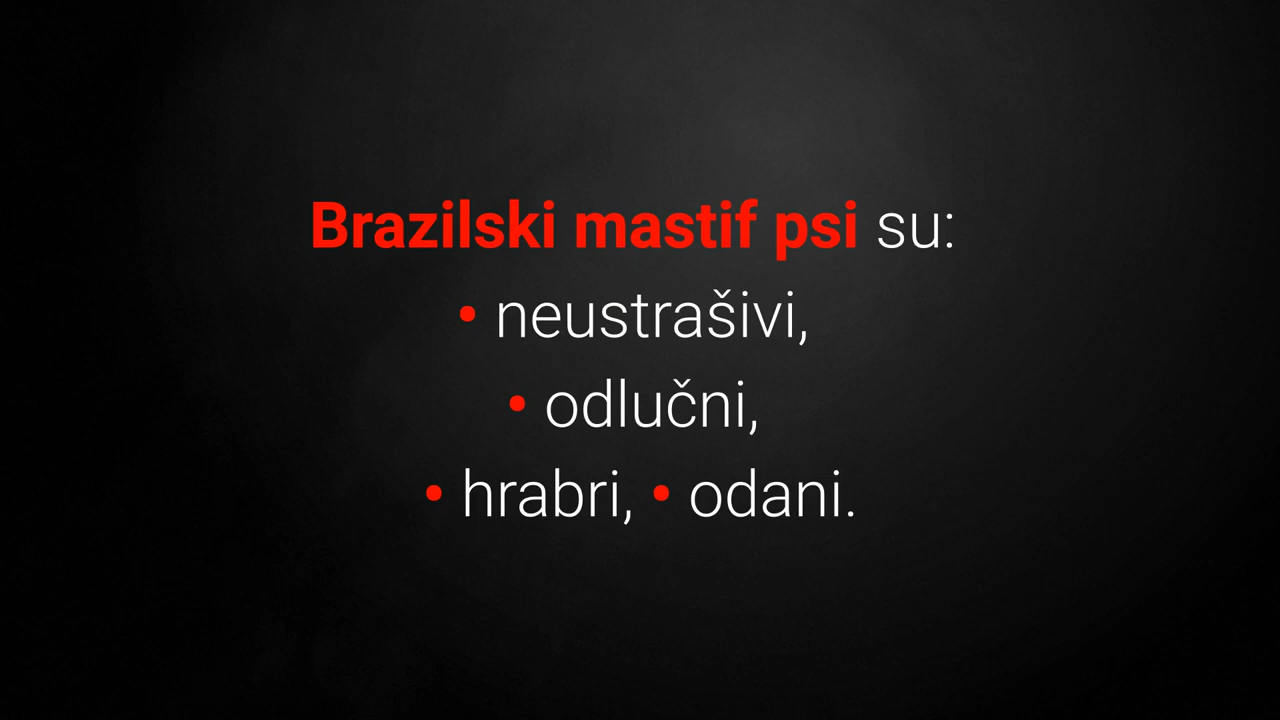 Brazilski mastif psi su:
• neustrašivi,
• odlučni,
• hrabri, • odani.